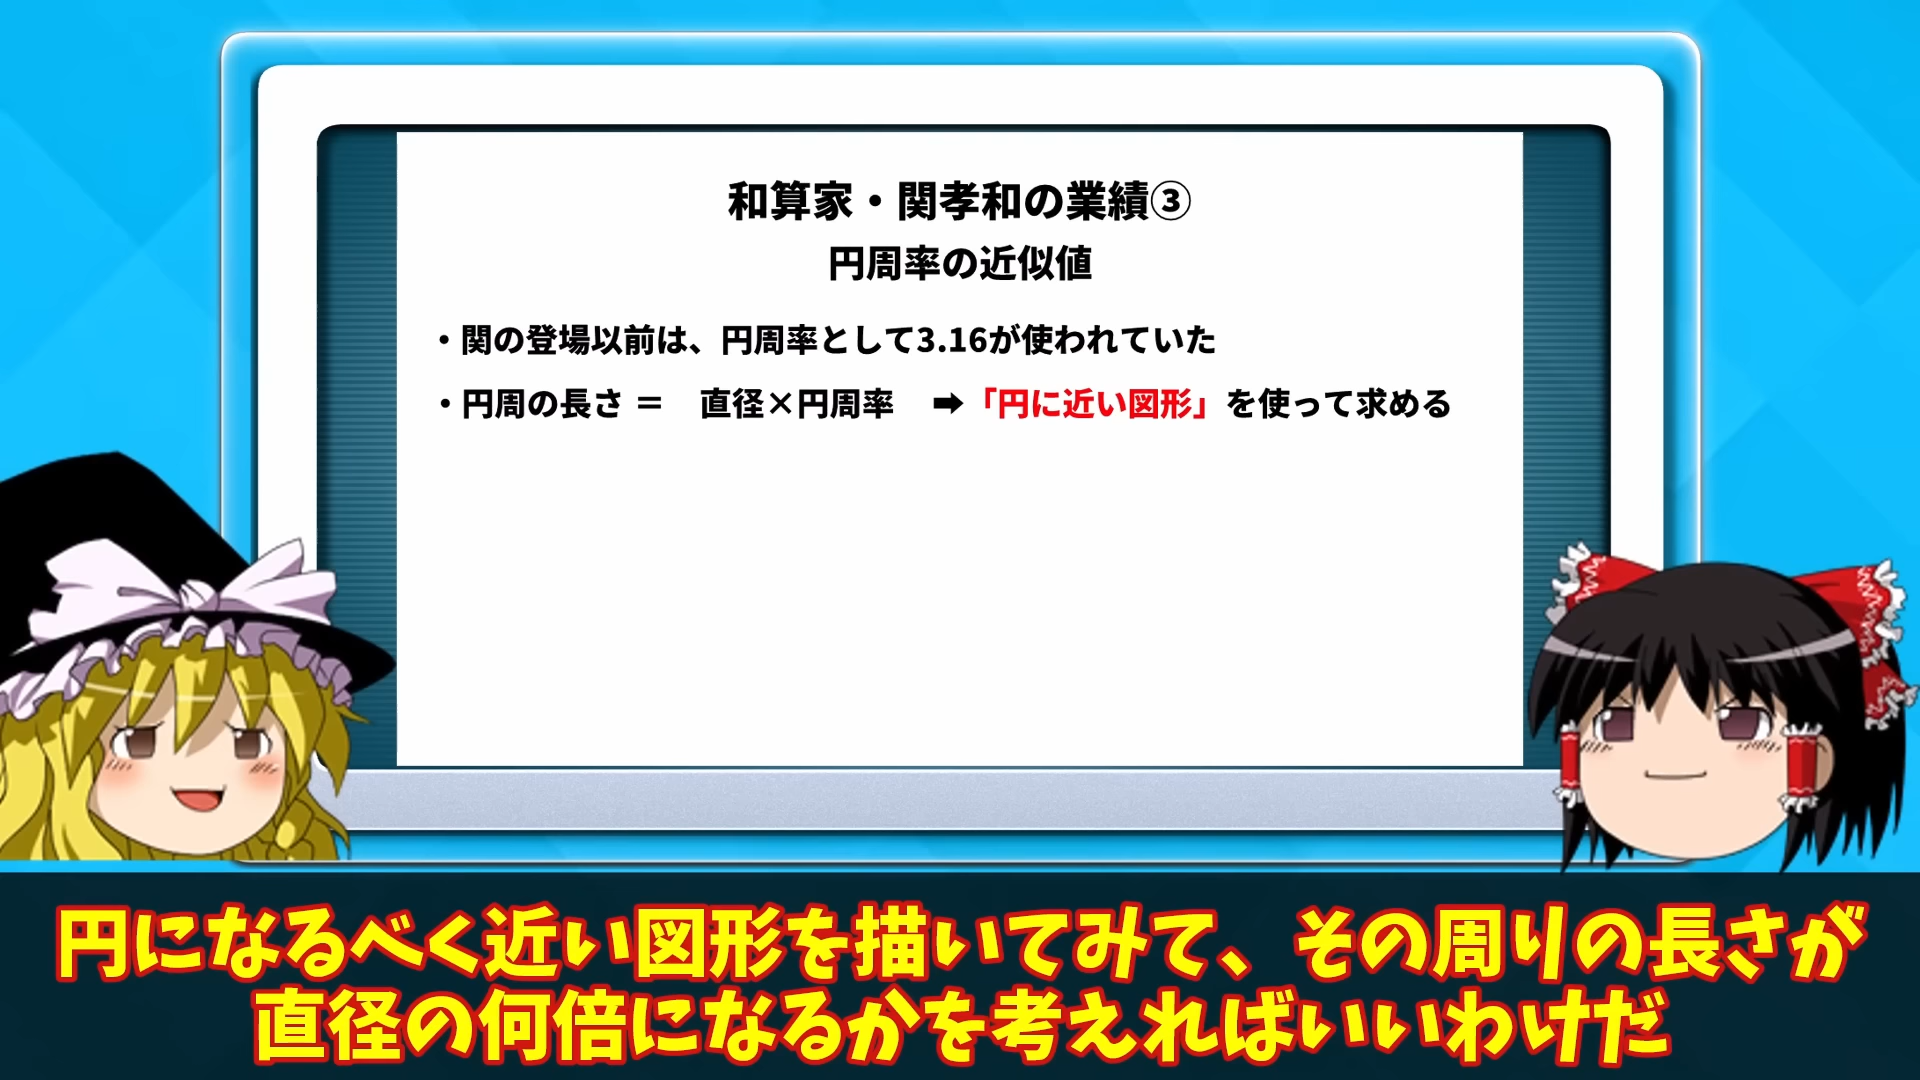 和算家・関孝和の業績③
円周率の近似値
・関の登場以前は、円周率として3.16が使われていた
・円周の長さ ＝　直径×円周率　➡「円に近い図形」を使って求める
円になるべく近い図形を描いてみて、その周りの長さが
直径の何倍になるかを考えればいいわけだ